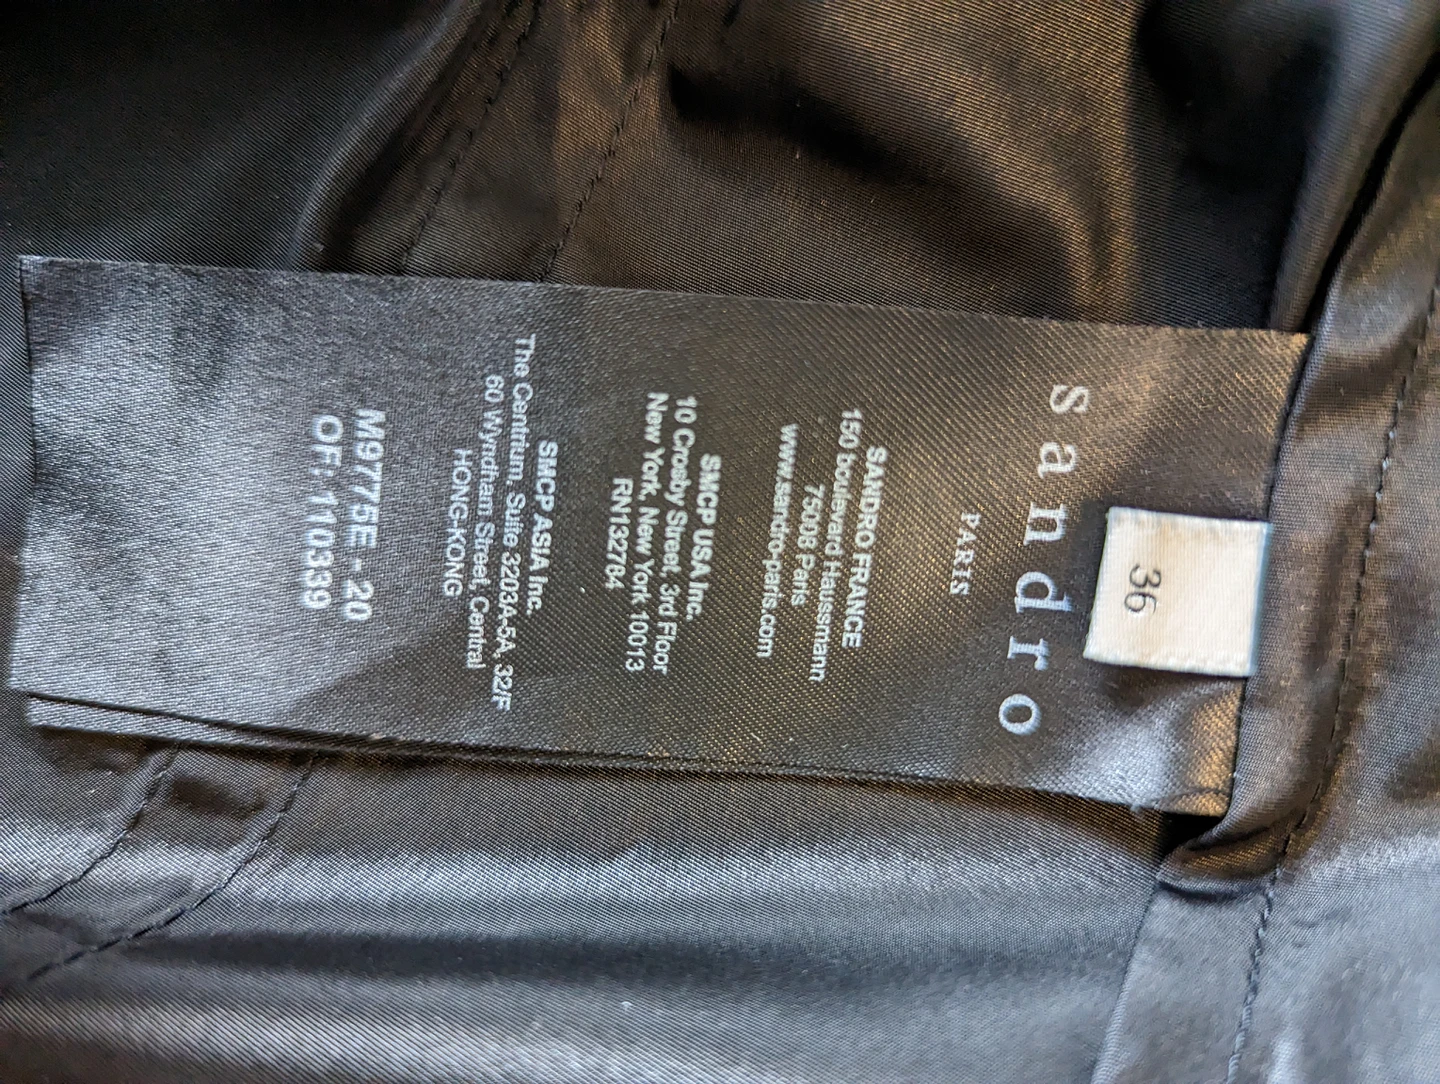 36
sandro
PARIS
SANDRO FRANCE
150 boulevard Haussmann
75008 Paris
www.sandro-paris.com
SMCP USA Inc.
10 Crosby Street, 3rd Floor
New York, New York 10013
RN132784
SMCP ASIA Inc.
The Centrium, Suite 3203A-5A, 32/F
60 Wyndham Street, Central
HONG-KONG
M9775E - 20
OF: 110339